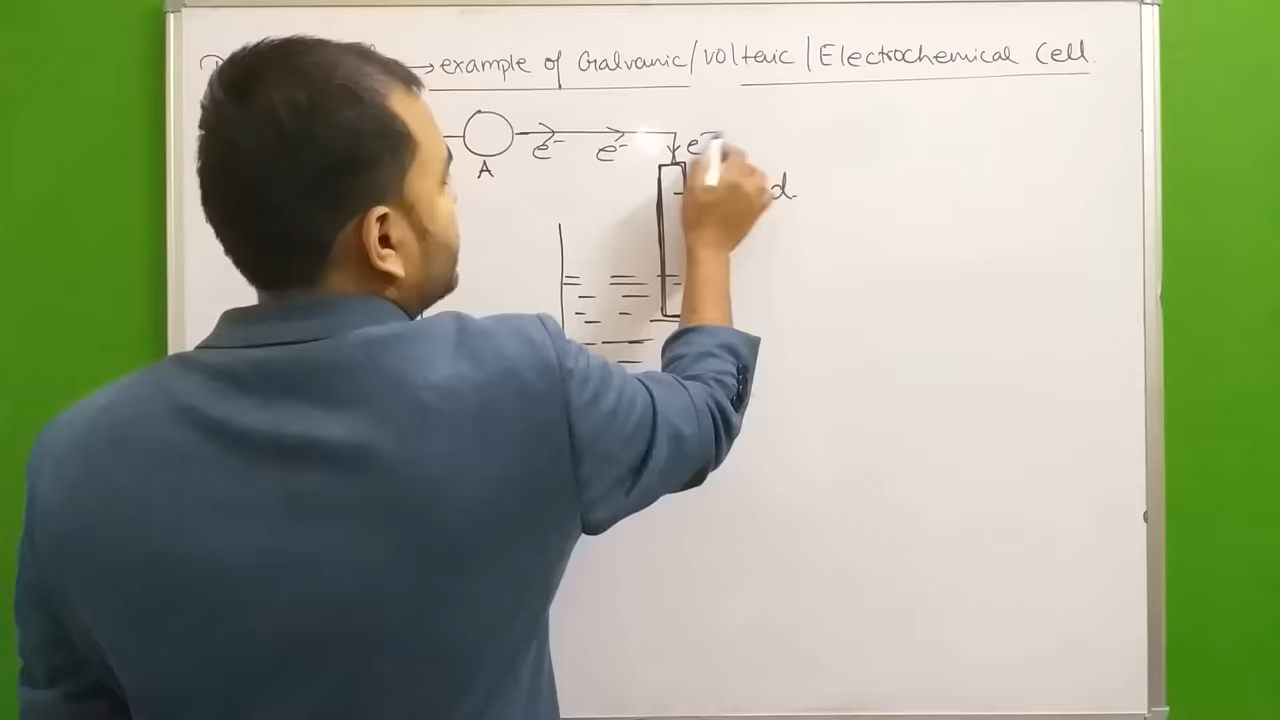 → example of Galvanic/voltaic/Electrochemical Cell.
e⁻ e⁻ e⁻
A